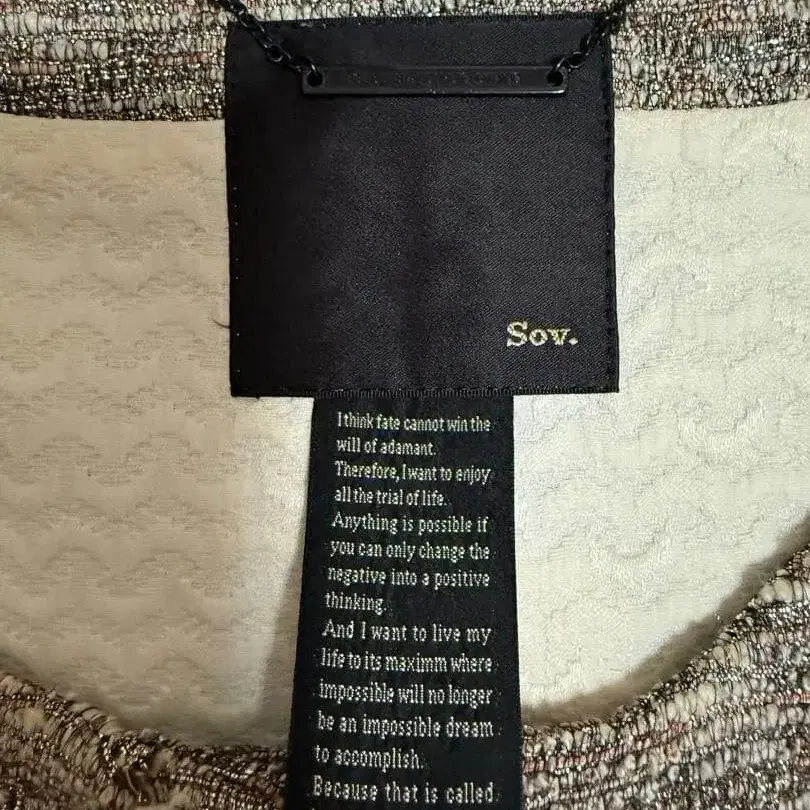 Sov.
I think fate cannot win the
will of adamant.
Therefore, I want to enjoy
all the trial of life.
Anything is possible if
you can only change the
negative into a positive
thinking.
And I want to live my
life to its maximm where
impossible will no longer
be an impossible dream
to accomplish.
Because that is called